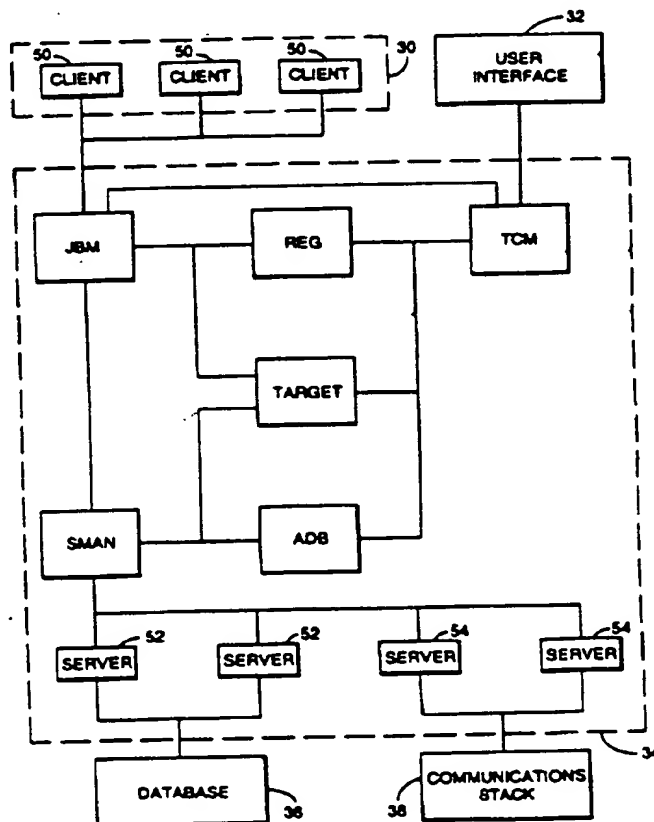 50 50 50 30 32
CLIENT CLIENT CLIENT
USER
INTERFACE
JBM REG TCM
TARGET
SMAN ADB
52 52 54 54
SERVER SERVER SERVER SERVER
34
DATABASE
36
COMMUNICATIONS
STACK
38